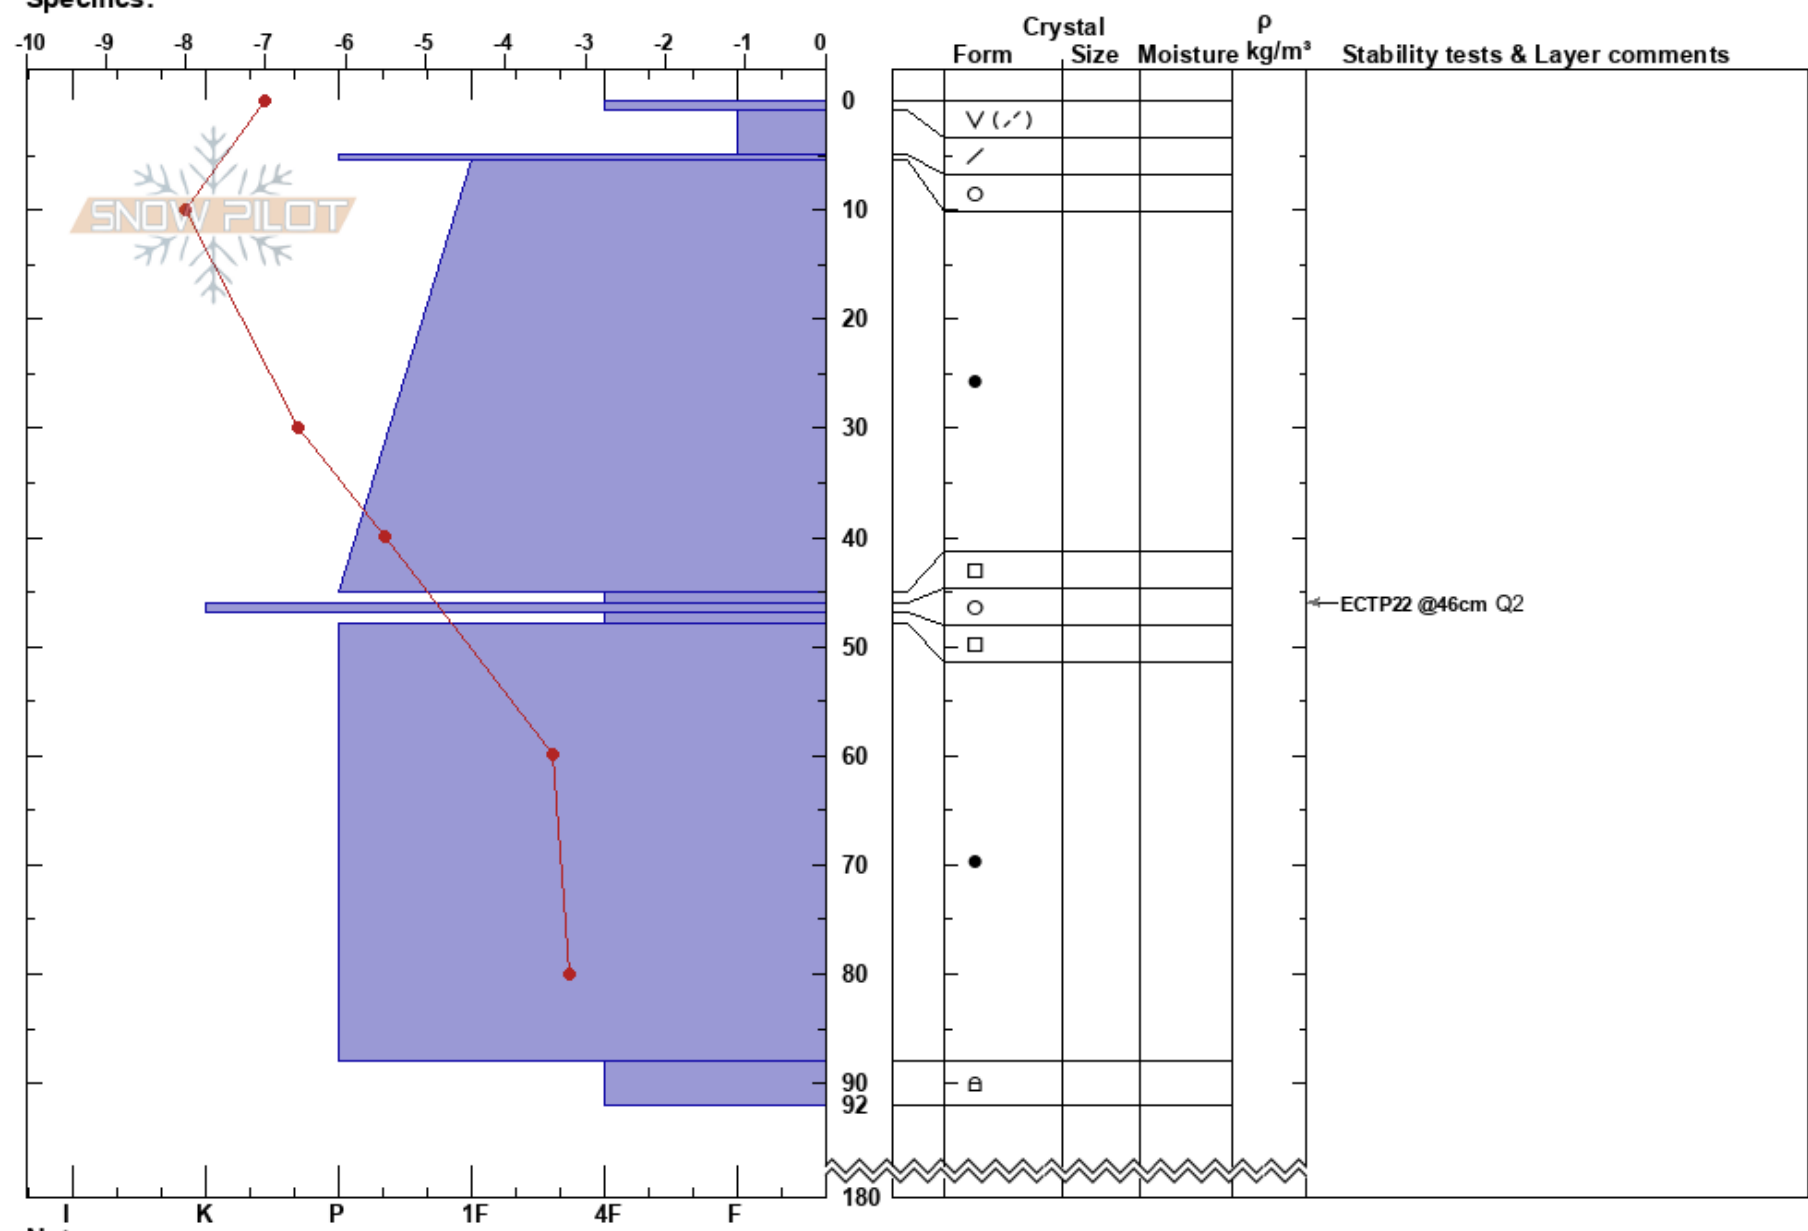 Specifics:
Crystal ρ
-10 -9 -8 -7 -6 -5 -4 -3 -2 -1 0 Form Size Moisture kg/m³ Stability tests & Layer comments
0
SNOW PILOT
10
20
30
40
ECTP22 @46cm Q2
50
60
70
80
90
92
180
I K P 1F 4F F